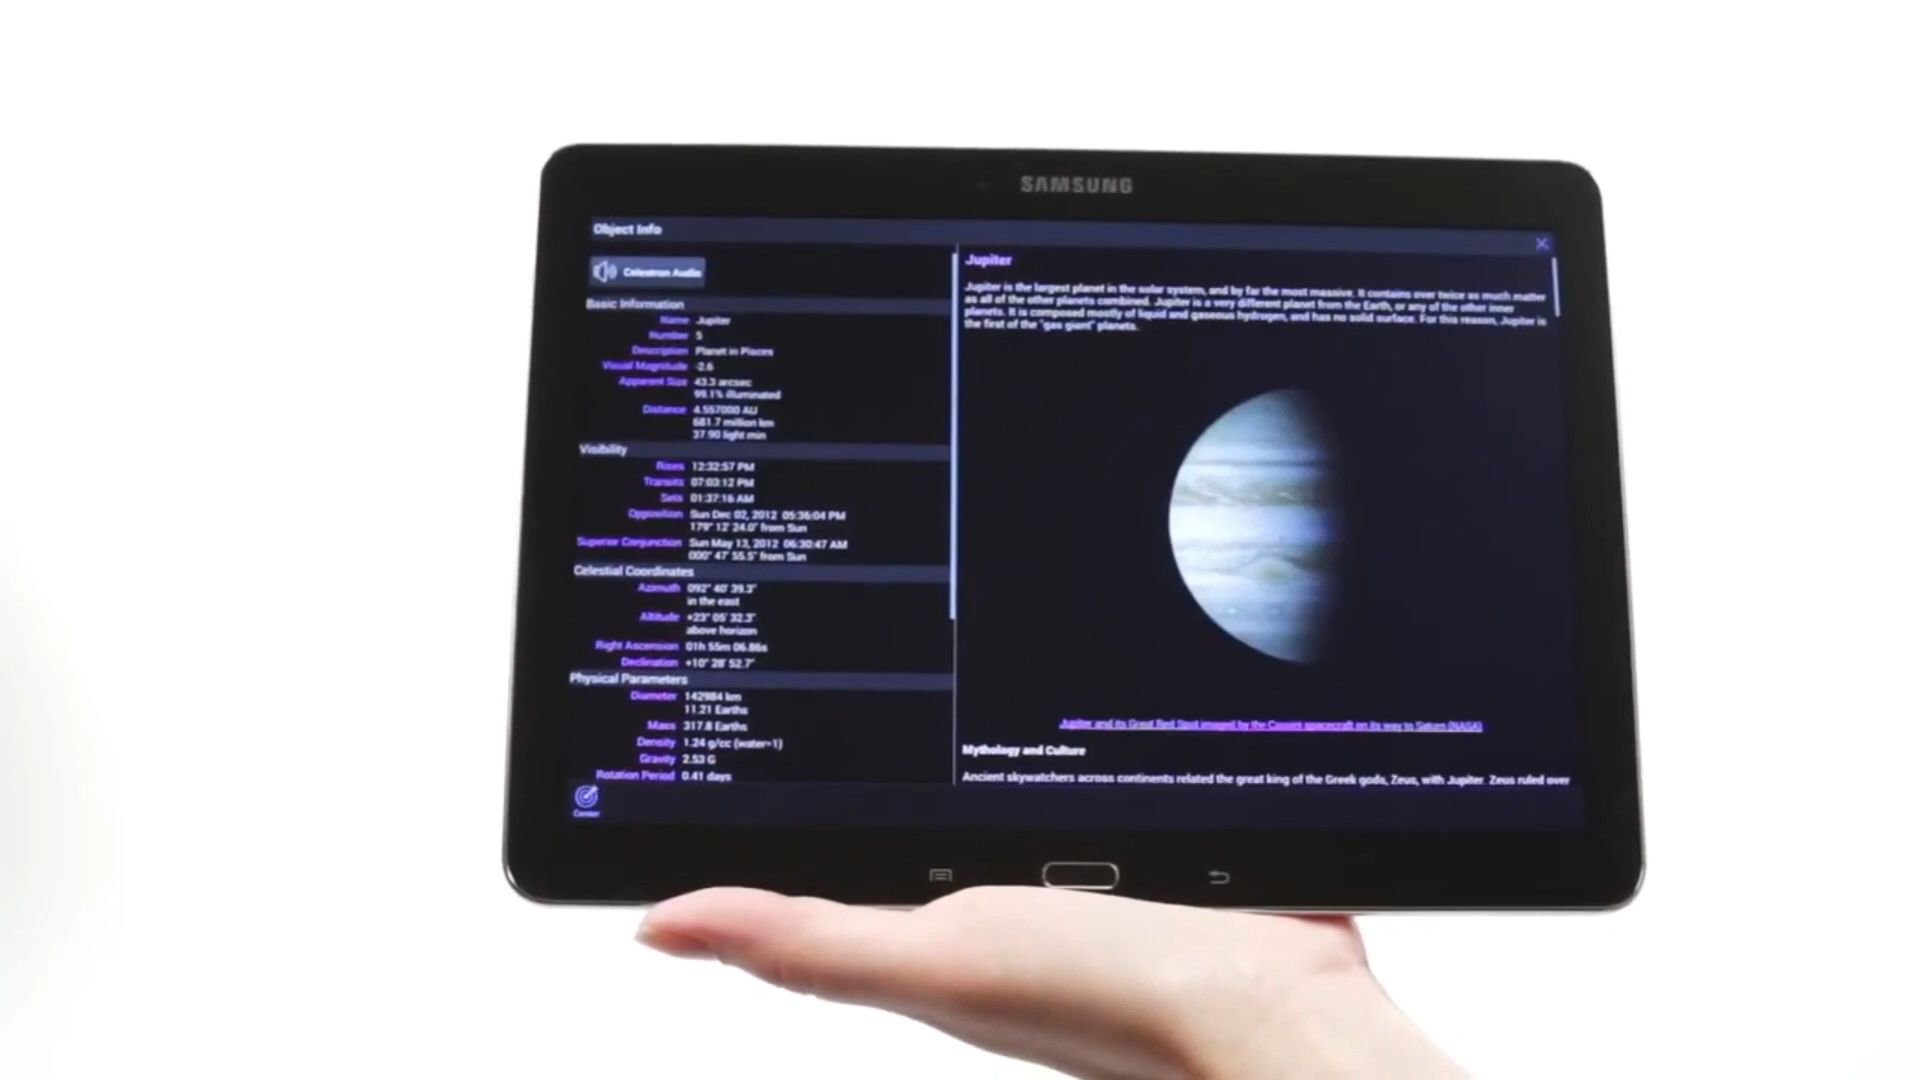 SAMSUNG
Object Info
Celestron Audio
Basic Information
Name Jupiter
Number 5
Description Planet in Pisces
Visual Magnitude -2.6
Apparent Size 43.3 arcsec
99.1% illuminated
Distance 4.557000 AU
681.7 million km
37.90 light min
Visibility
Rises 12:32:57 PM
Transits 07:03:12 PM
Sets 01:37:16 AM
Opposition Sun Dec 02, 2012 05:36:04 PM
179° 12' 24.0" from Sun
Superior Conjunction Sun May 13, 2012 06:30:47 AM
000° 47' 55.5" from Sun
Celestial Coordinates
Azimuth 092° 40' 39.3"
in the east
Altitude +23° 05' 32.3"
above horizon
Right Ascension 01h 55m 06.86s
Declination +10° 28' 52.7"
Physical Parameters
Diameter 142984 km
11.21 Earths
Mass 317.8 Earths
Density 1.24 g/cc (water=1)
Gravity 2.53 G
Rotation Period 0.41 days
Center
Jupiter
Jupiter is the largest planet in the solar system, and by far the most massive. It contains over twice as much matter
as all of the other planets combined. Jupiter is a very different planet from the Earth, or any of the other inner
planets. It is composed mostly of liquid and gaseous hydrogen, and has no solid surface. For this reason, Jupiter is
the first of the "gas giant" planets.
Jupiter and its Great Red Spot imaged by the Cassini spacecraft on its way to Saturn (NASA)
Mythology and Culture
Ancient skywatchers across continents related the great king of the Greek gods, Zeus, with Jupiter. Zeus ruled over